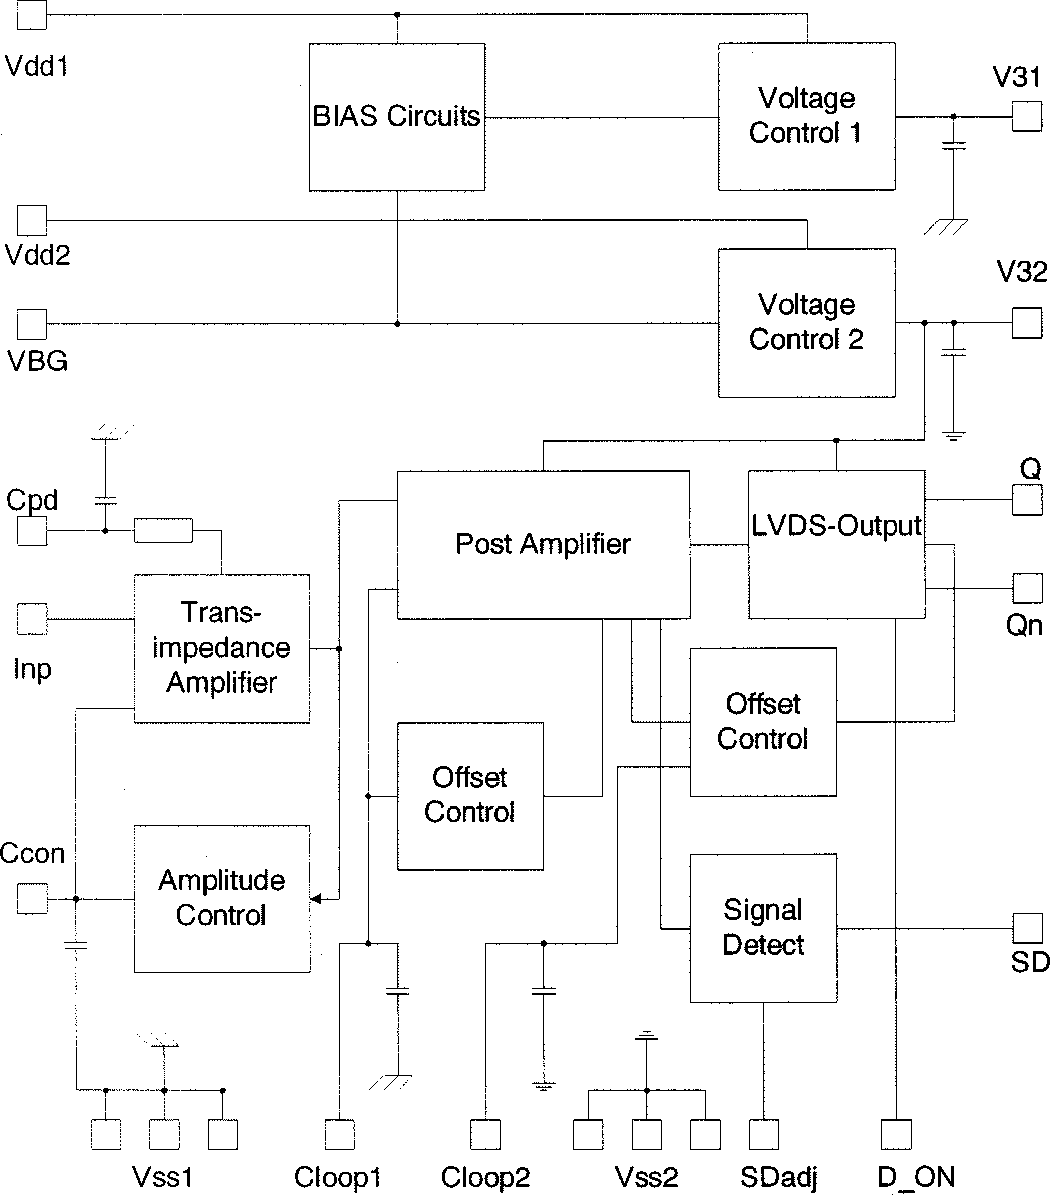 Vdd1
BIAS Circuits
Voltage
Control 1
V31
Vdd2
V32
Voltage
Control 2
VBG
Cpd
Q
Post Amplifier
LVDS-Output
Trans-
impedance
Amplifier
Inp
Qn
Offset
Control
Offset
Control
Ccon
Amplitude
Control
Signal
Detect
SD
Vss1
Cloop1
Cloop2
Vss2
SDadj
D_ON